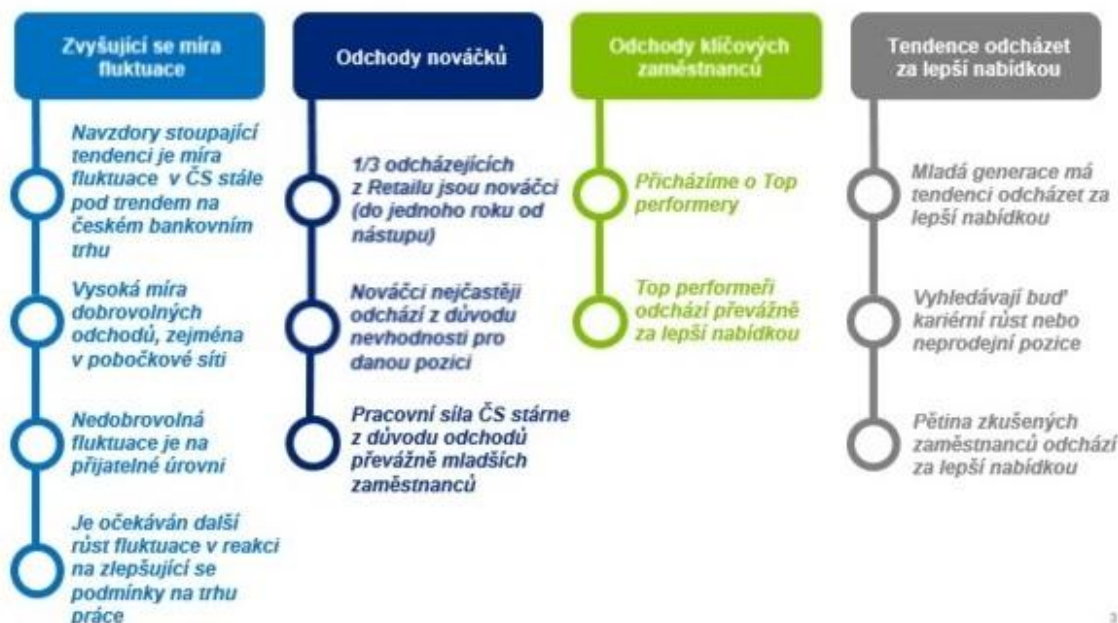 Zvyšující se míra
fluktuace
Navzdory stoupající
tendenci je míra
fluktuace v ČS stále
pod trendem na
českém bankovním
trhu
Vysoká míra
dobrovolných
odchodů, zejména
v pobočkové síti
Nedobrovolná
fluktuace je na
přijatelné úrovni
Je očekáván další
růst fluktuace v reakci
na zlepšující se
podmínky na trhu
práce
Odchody nováčků
1/3 odcházejících
z Retailu jsou nováčci
(do jednoho roku od
nástupu)
Nováčci nejčastěji
odchází z důvodu
nevhodnosti pro
danou pozici
Pracovní síla ČS stárne
z důvodu odchodů
převážně mladších
zaměstnanců
Odchody klíčových
zaměstnanců
Přicházíme o Top
performery
Top performeři
odchází převážně
za lepší nabídkou
Tendence odcházet
za lepší nabídkou
Mladá generace má
tendenci odcházet za
lepší nabídkou
Vyhledávají buď
kariérní růst nebo
neprodejní pozice
Pětina zkušených
zaměstnanců odchází
za lepší nabídkou
3